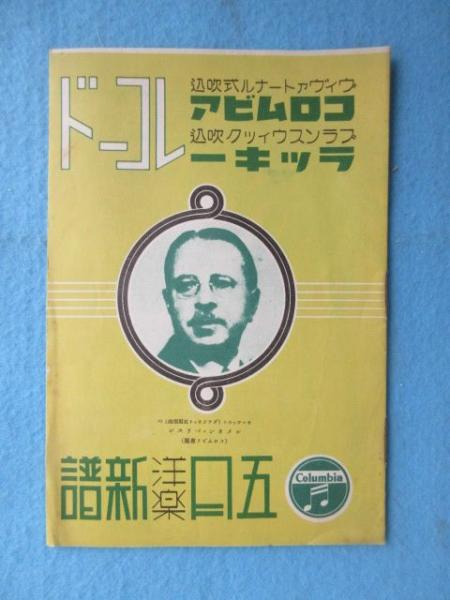 ヴィヴァトーナル式吹込
コロムビア
ブランスウィック吹込
ラッキー
レコード
五月洋楽新譜
Columbia